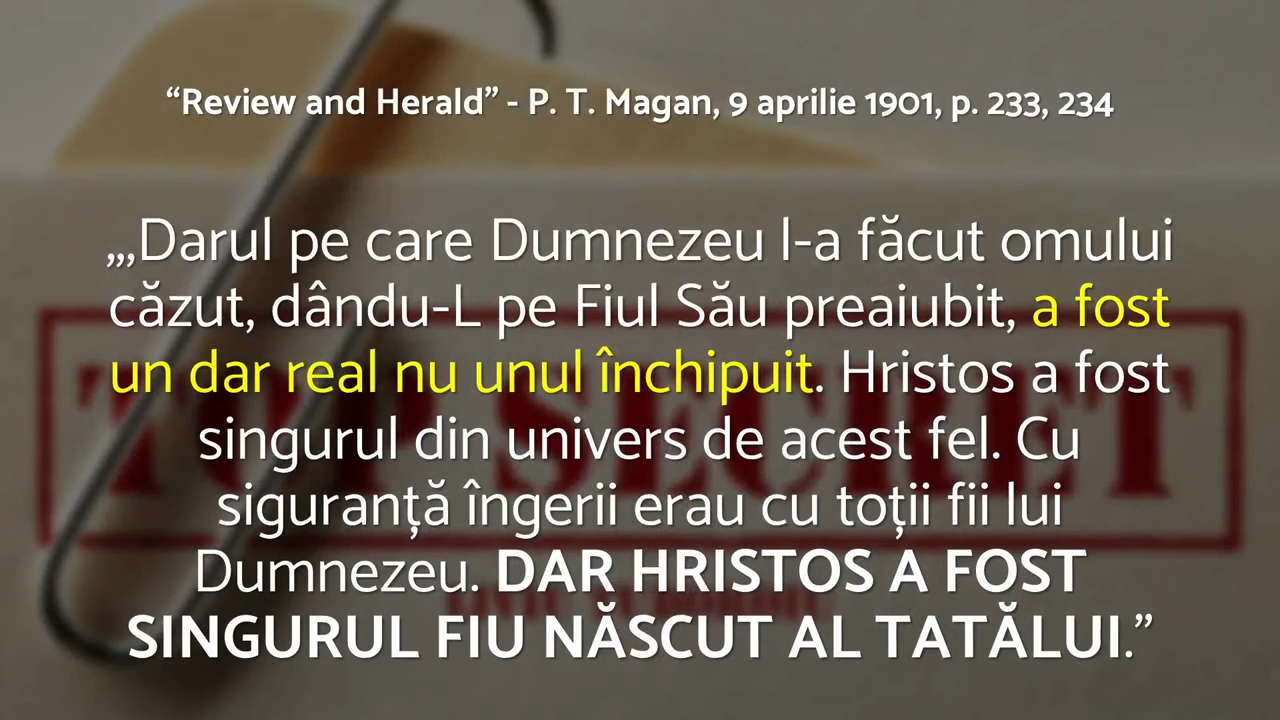 “Review and Herald” - P. T. Magan, 9 aprilie 1901, p. 233, 234
„,Darul pe care Dumnezeu l-a făcut omului
căzut, dându-L pe Fiul Său preaiubit, a fost
un dar real nu unul închipuit. Hristos a fost
singurul din univers de acest fel. Cu
siguranță îngerii erau cu toții fii lui
Dumnezeu. DAR HRISTOS A FOST
SINGURUL FIU NĂSCUT AL TATĂLUI.”
TOP SECRET